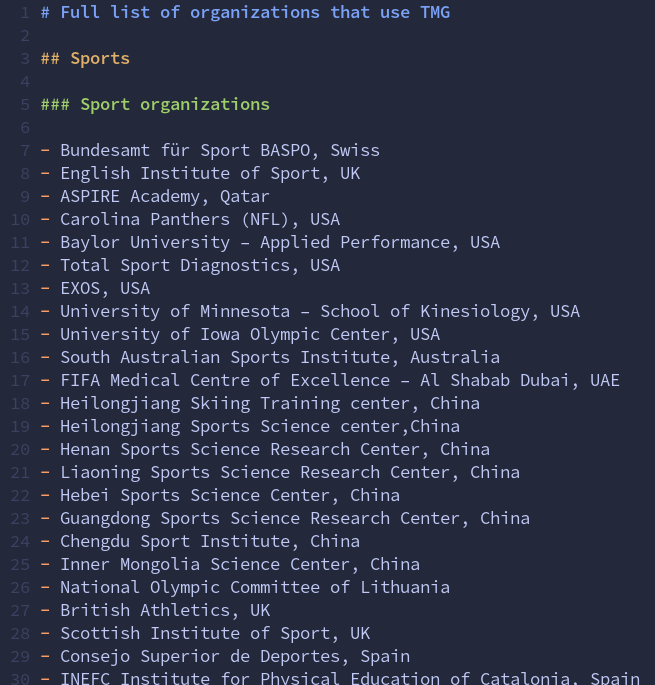 1 # Full list of organizations that use TMG
2
3 ## Sports
4
5 ### Sport organizations
6
7 - Bundesamt für Sport BASPO, Swiss
8 - English Institute of Sport, UK
9 - ASPIRE Academy, Qatar
10 - Carolina Panthers (NFL), USA
11 - Baylor University – Applied Performance, USA
12 - Total Sport Diagnostics, USA
13 - EXOS, USA
14 - University of Minnesota – School of Kinesiology, USA
15 - University of Iowa Olympic Center, USA
16 - South Australian Sports Institute, Australia
17 - FIFA Medical Centre of Excellence – Al Shabab Dubai, UAE
18 - Heilongjiang Skiing Training center, China
19 - Heilongjiang Sports Science center,China
20 - Henan Sports Science Research Center, China
21 - Liaoning Sports Science Research Center, China
22 - Hebei Sports Science Center, China
23 - Guangdong Sports Science Research Center, China
24 - Chengdu Sport Institute, China
25 - Inner Mongolia Science Center, China
26 - National Olympic Committee of Lithuania
27 - British Athletics, UK
28 - Scottish Institute of Sport, UK
29 - Consejo Superior de Deportes, Spain
30 - INEFC Institute for Physical Education of Catalonia, Spain